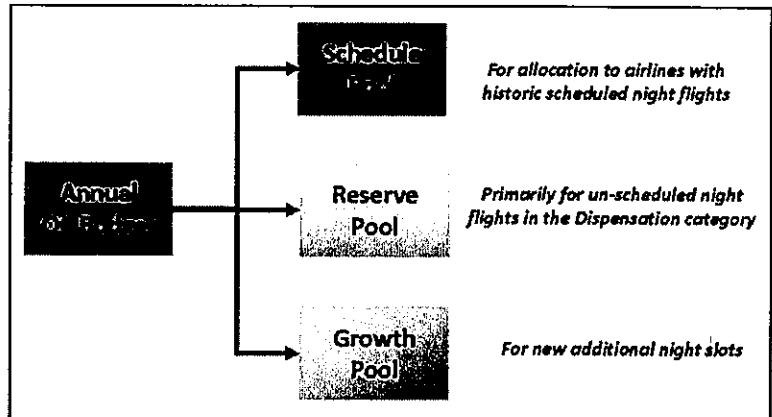 Schedule
For allocation to airlines with
historic scheduled night flights
Annual
Reserve
Pool
Primarily for un-scheduled night
flights in the Dispensation category
Growth
Pool
For new additional night slots